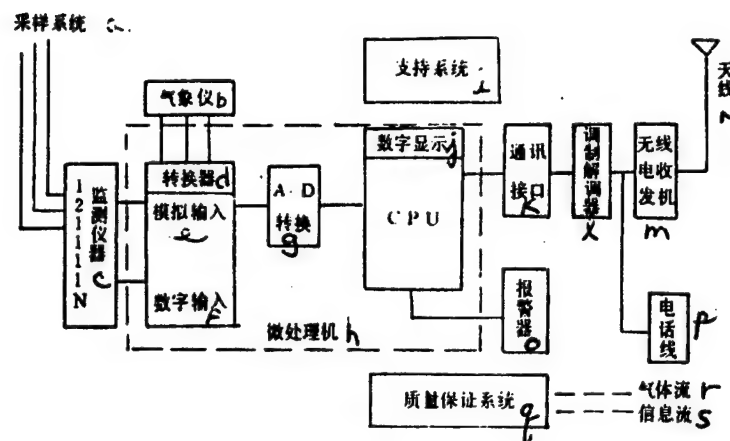 采样系统 a
支持系统 i
天线 n
气象仪 b
数字显示 j
通讯接口 k
调制解调器 l
无线电收发机 m
转换器 d
A D
转换 g
CPU
监测仪器 c
1
2
1
1
1
1
N
模拟输入
e
数字输入
f
微处理机 h
报警器 o
电话线 p
质量保证系统
q
气体流 r
信息流 s